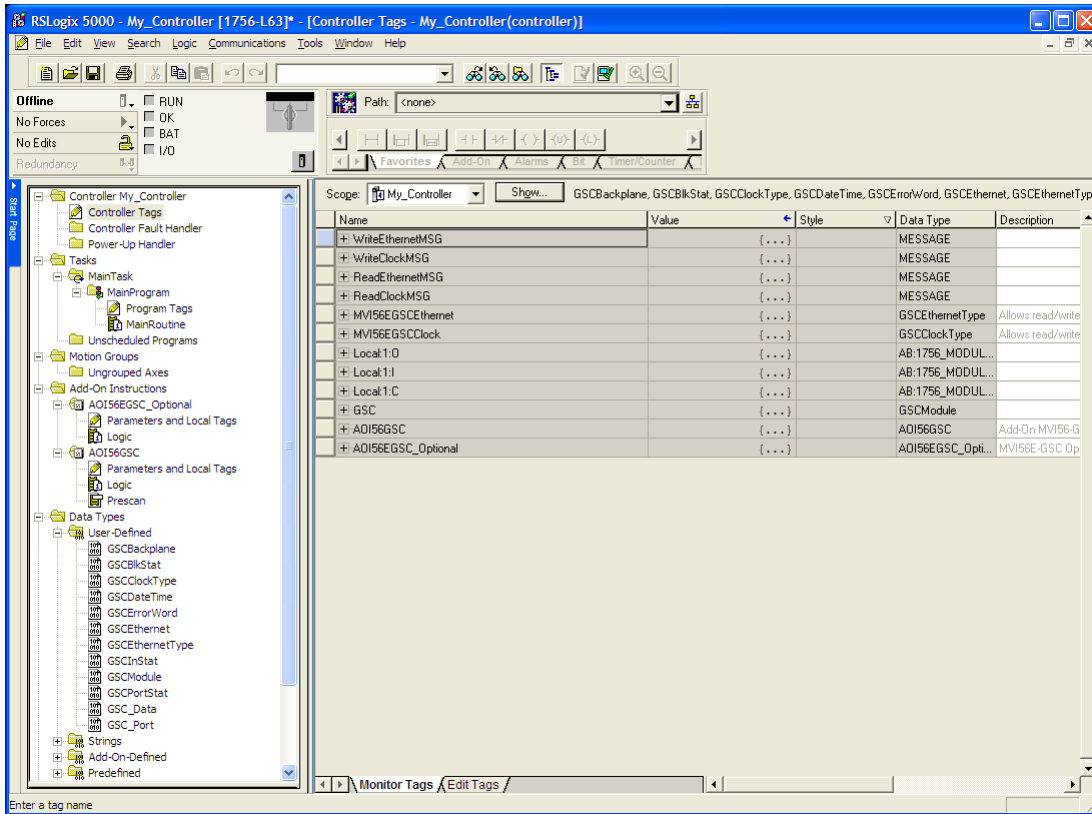 RSLogix 5000 - My_Controller [1756-L63]* - [Controller Tags - My_Controller(controller)]
File Edit View Search Logic Communications Tools Window Help
Offline
RUN
No Forces
OK
No Edits
BAT
Redundancy
I/O
Path: <none>
Favorites Add-On Alarms Bit Timer/Counter
Start Page
Controller My_Controller
Controller Tags
Controller Fault Handler
Power-Up Handler
Tasks
MainTask
MainProgram
Program Tags
MainRoutine
Unscheduled Programs
Motion Groups
Ungrouped Axes
Add-On Instructions
AOI56EGSC_Optional
Parameters and Local Tags
Logic
AOI56GSC
Parameters and Local Tags
Logic
Prescan
Data Types
User-Defined
GSCBackplane
GSCBlkStat
GSCClockType
GSCDateTime
GSCErrorWord
GSCEthernet
GSCEthernetType
GSCInStat
GSCModule
GSCPortStat
GSC_Data
GSC_Port
Strings
Add-On-Defined
Predefined
Scope: My_Controller Show... GSCBackplane, GSCBlkStat, GSCClockType, GSCDateTime, GSCErrorWord, GSCEthernet, GSCEthernetTyp
Name Value Style Data Type Description
WriteEthernetMSG {...} MESSAGE
WriteClockMSG {...} MESSAGE
ReadEthernetMSG {...} MESSAGE
ReadClockMSG {...} MESSAGE
MVI56EGSCEthernet {...} GSCEthernetType Allows read/write
MVI56EGSCClock {...} GSCClockType Allows read/write
Local:1:O {...} AB:1756_MODUL...
Local:1:I {...} AB:1756_MODUL...
Local:1:C {...} AB:1756_MODUL...
GSC {...} GSCModule
AOI56GSC {...} AOI56GSC Add-On MVI56-G
AOI56EGSC_Optional {...} AOI56EGSC_Opti... MVI56E-GSC Op
Monitor Tags Edit Tags
Enter a tag name